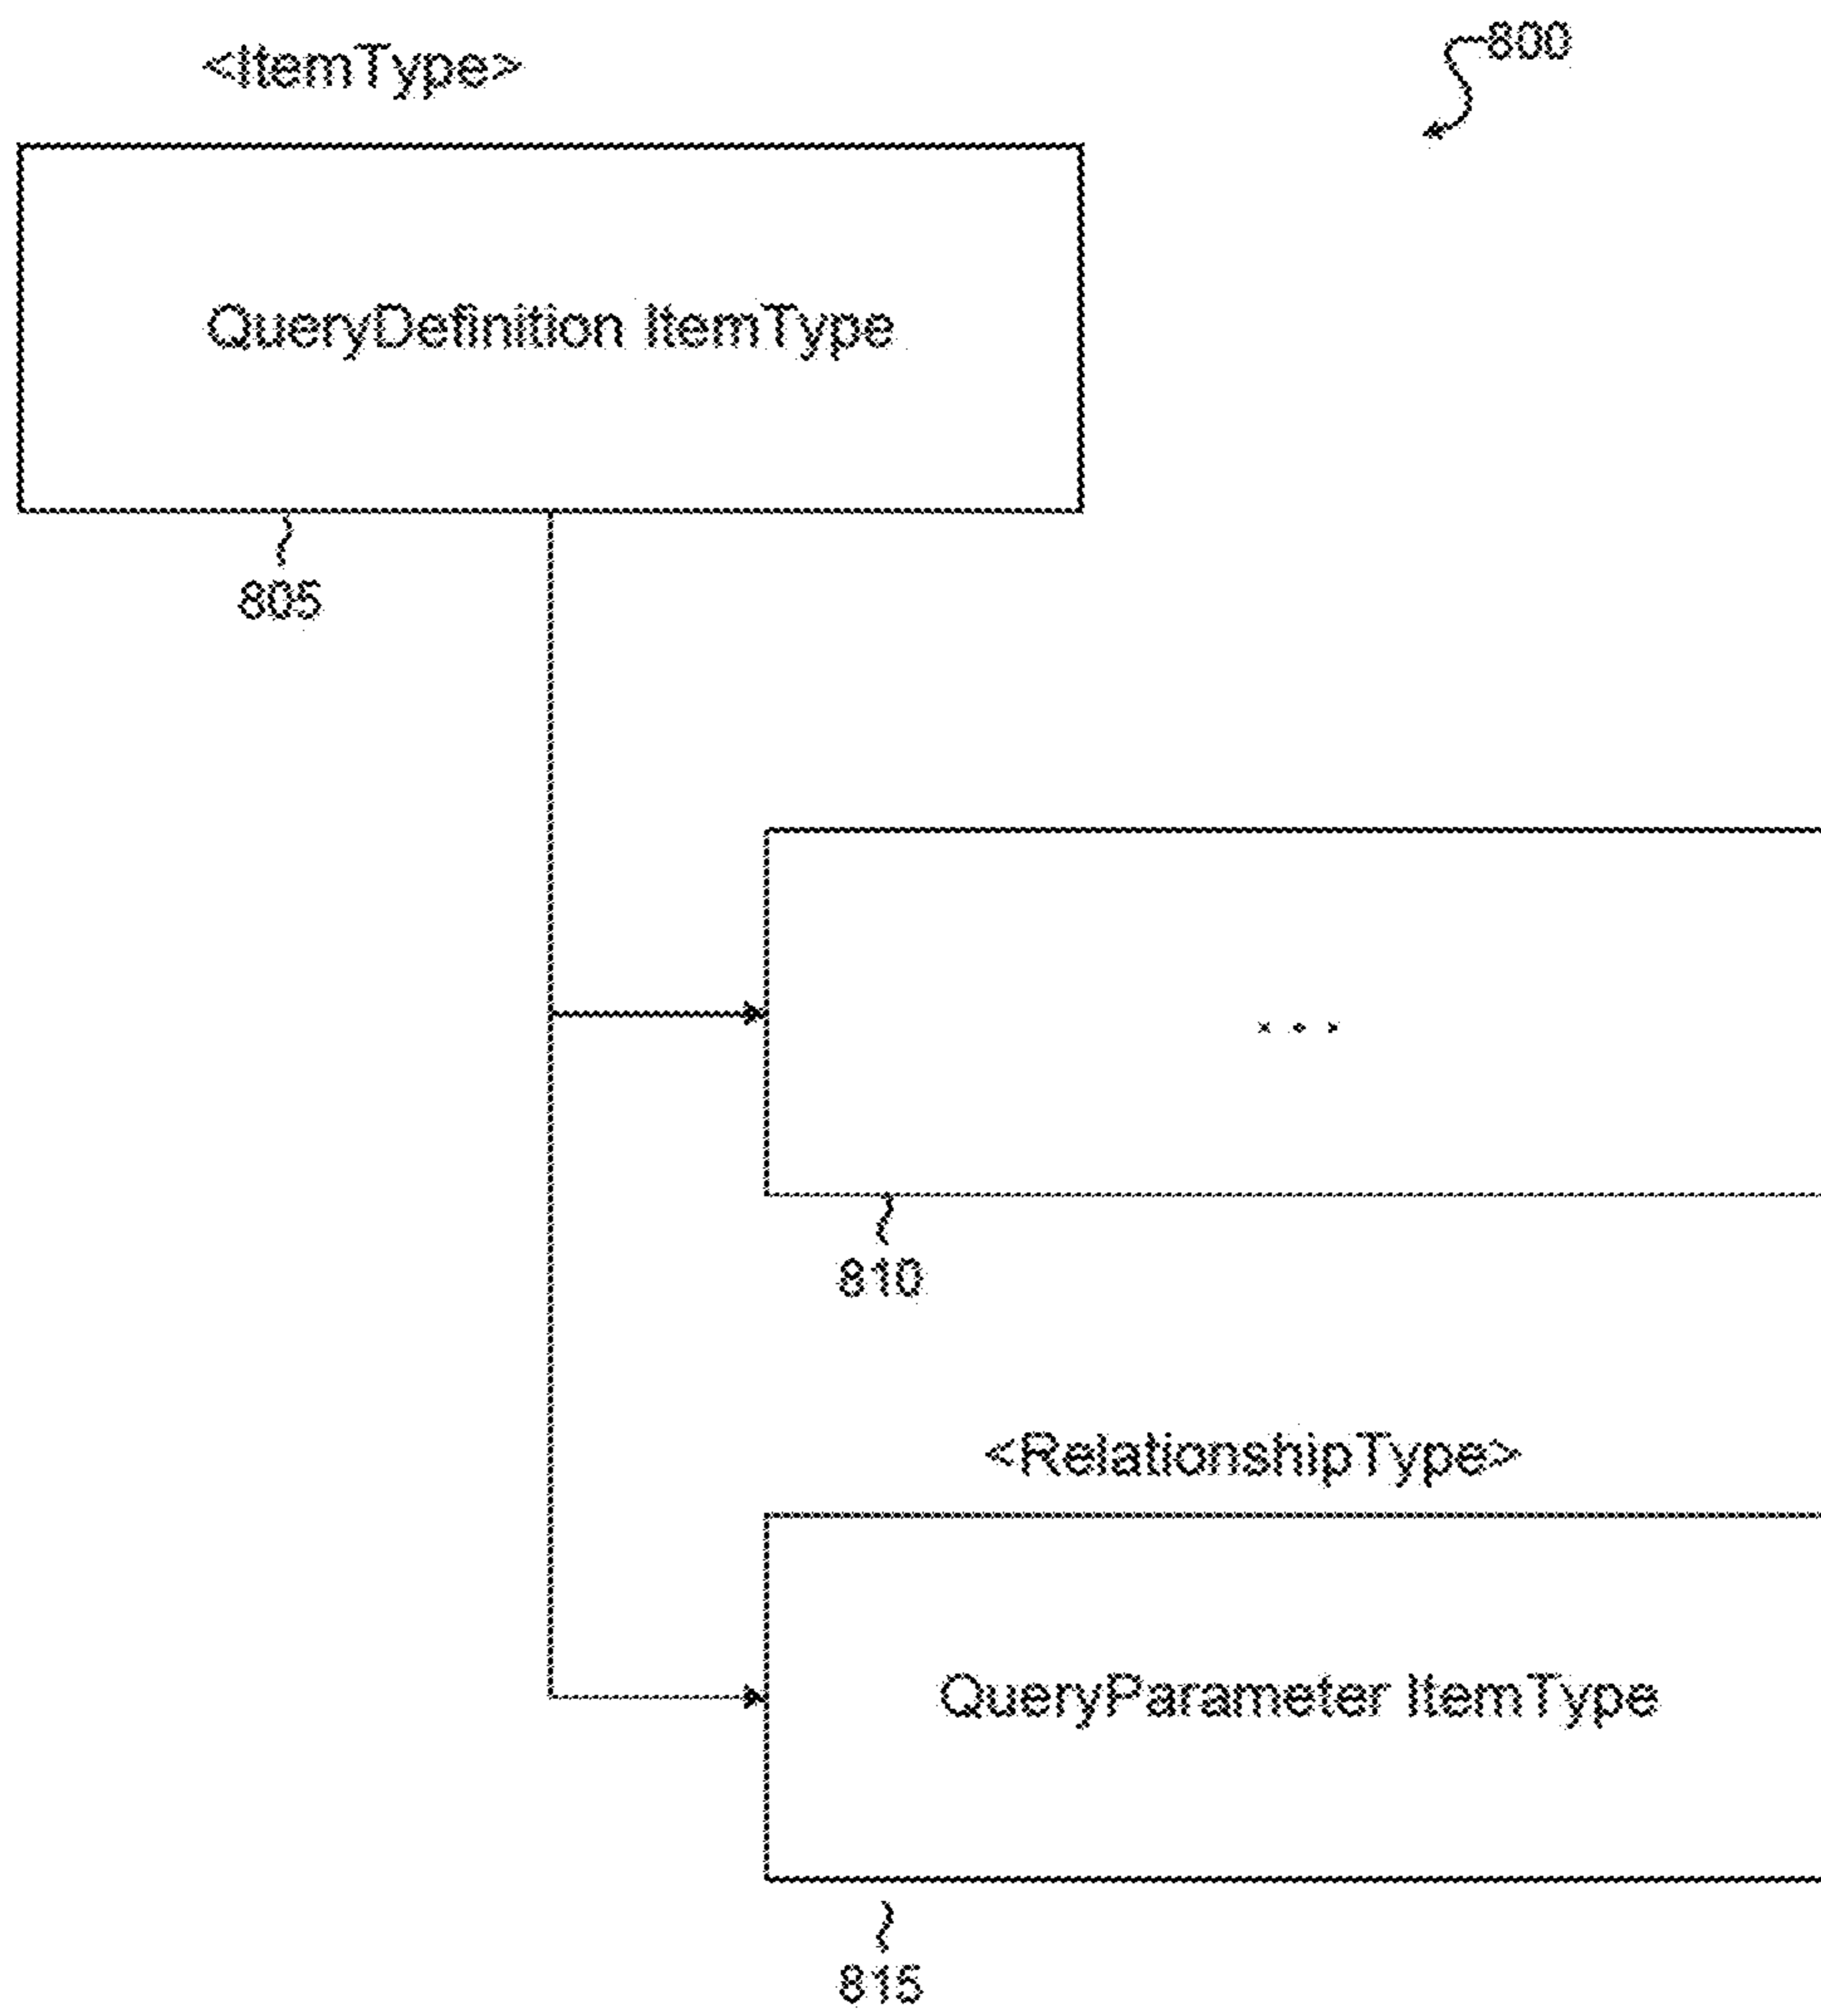 <ItemType>
800
QueryDefinition ItemType
805
...
810
<RelationshipType>
QueryParameter ItemType
815